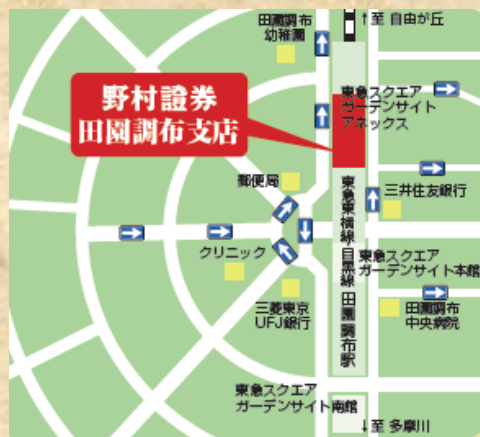 田園調布
幼稚園
↑至 自由が丘
東急スクエア
ガーデンサイト
アネックス
野村證券
田園調布支店
郵便局
三井住友銀行
東急東横線
目黒線
田園調布駅
クリニック
東急スクエア
ガーデンサイト本館
三菱東京
UFJ銀行
田園調布
中央病院
東急スクエア
ガーデンサイト南館
↓至 多摩川